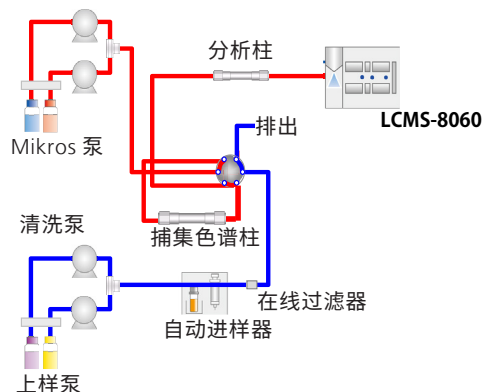 分析柱
LCMS-8060
排出
Mikros 泵
捕集色谱柱
清洗泵
在线过滤器
自动进样器
上样泵